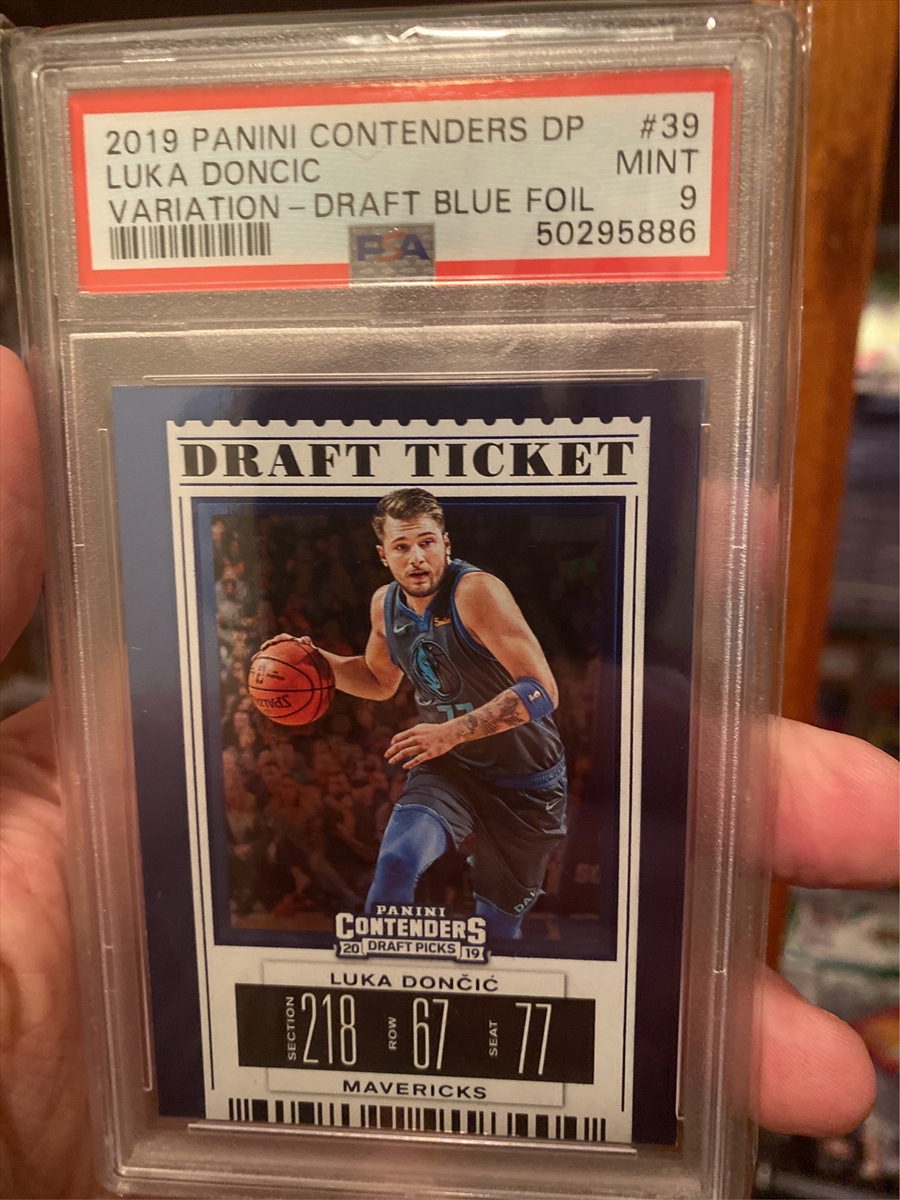 2019 PANINI CONTENDERS DP #39
LUKA DONCIC MINT
VARIATION – DRAFT BLUE FOIL 9
50295886
PSA
DRAFT TICKET
PANINI
CONTENDERS
20 DRAFT PICKS 19
LUKA DONČIĆ
SECTION 218 ROW 67 SEAT 77
MAVERICKS